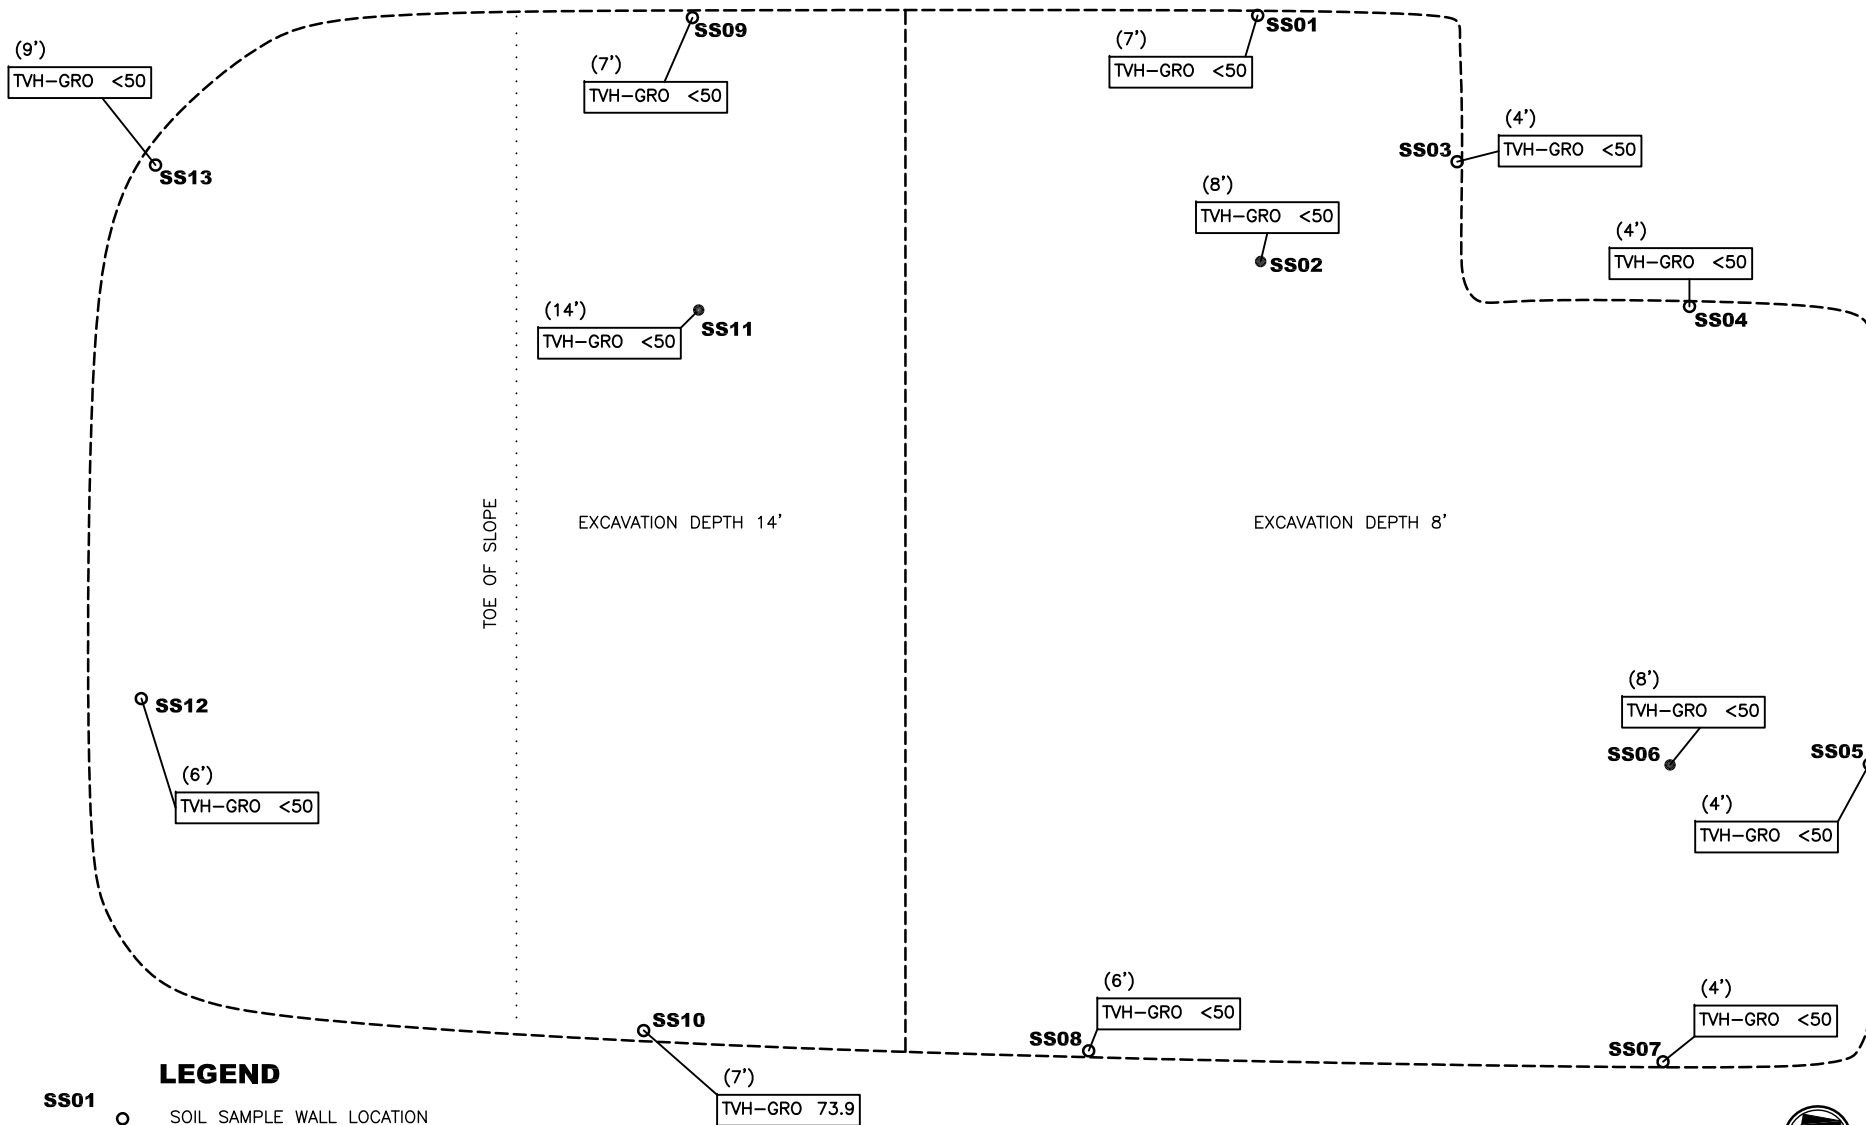 SS09
SS01
(9')
TVH-GRO <50
(7')
TVH-GRO <50
(7')
TVH-GRO <50
SS13
SS03
(4')
TVH-GRO <50
(8')
TVH-GRO <50
SS02
(4')
TVH-GRO <50
SS04
(14')
TVH-GRO <50
SS11
TOE OF SLOPE
EXCAVATION DEPTH 14'
EXCAVATION DEPTH 8'
SS12
(6')
TVH-GRO <50
(8')
TVH-GRO <50
SS06
SS05
(4')
TVH-GRO <50
SS10
(7')
TVH-GRO 73.9
(6')
TVH-GRO <50
SS08
(4')
TVH-GRO <50
SS07
LEGEND
SS01
SOIL SAMPLE WALL LOCATION